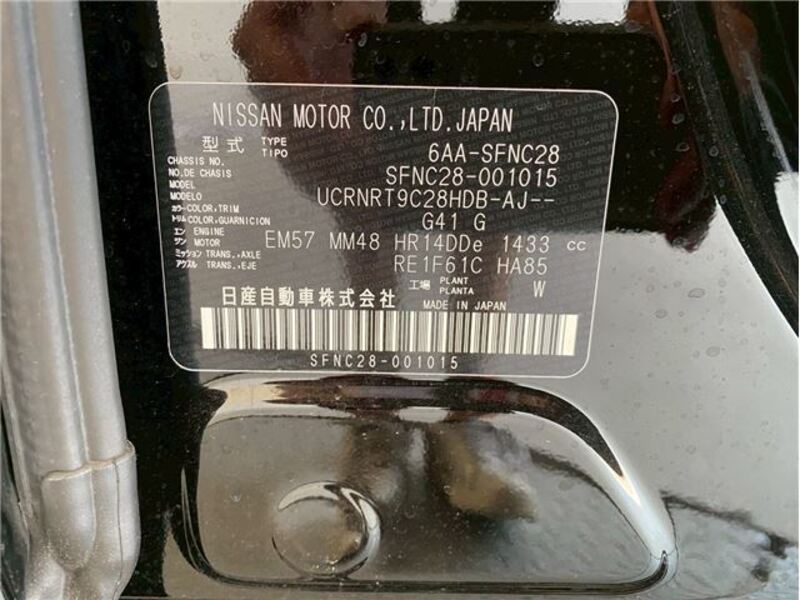 NISSAN MOTOR CO.,LTD.JAPAN
型式 TYPE TIPO 6AA-SFNC28
CHASSIS NO. NO.DE CHASIS SFNC28-001015
MODEL MODELO UCRNRT9C28HDB-AJ--
カラー COLOR,TRIM トリム COLOR,GUARNICION G41 G
エンジン ENGINE MOTOR EM57 MM48 HR14DDe 1433 cc
ミッション TRANS.,AXLE アクスル TRANS.,EJE RE1F61C HA85
工場 PLANT PLANTA W
日産自動車株式会社 MADE IN JAPAN
SFNC28-001015